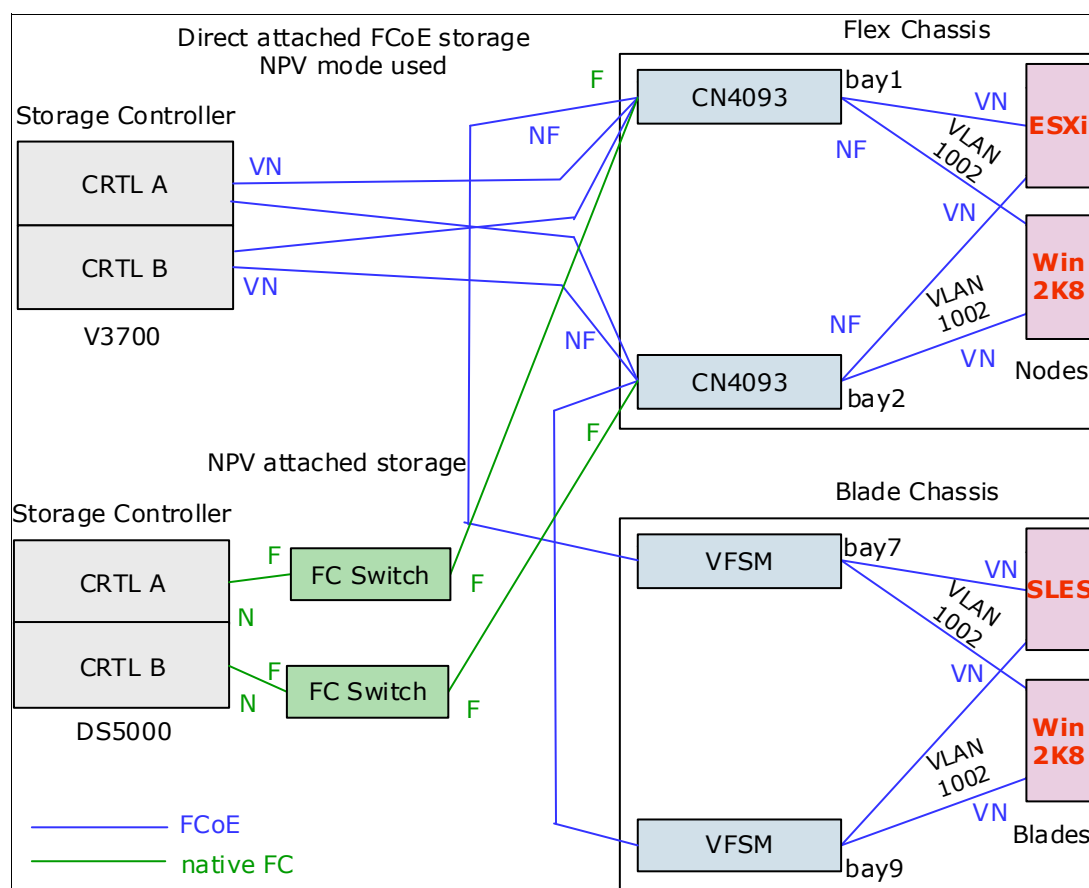 Direct attached FCoE storage
NPV mode used
Flex Chassis
Storage Controller
CRTL A
CRTL B
V3700
VN
VN
NF
NF
F
F
CN4093
bay1
CN4093
bay2
VN
VLAN
1002
NF
VN
VLAN
1002
NF
VN
ESXi
Win
2K8
Nodes
NPV attached storage
Storage Controller
CRTL A
CRTL B
DS5000
F
N
F
N
FC Switch
F
FC Switch
F
Blade Chassis
VFSM
bay7
VFSM
bay9
VN
VLAN
1002
VN
VLAN
1002
VN
SLES
Win
2K8
Blades
FCoE
native FC